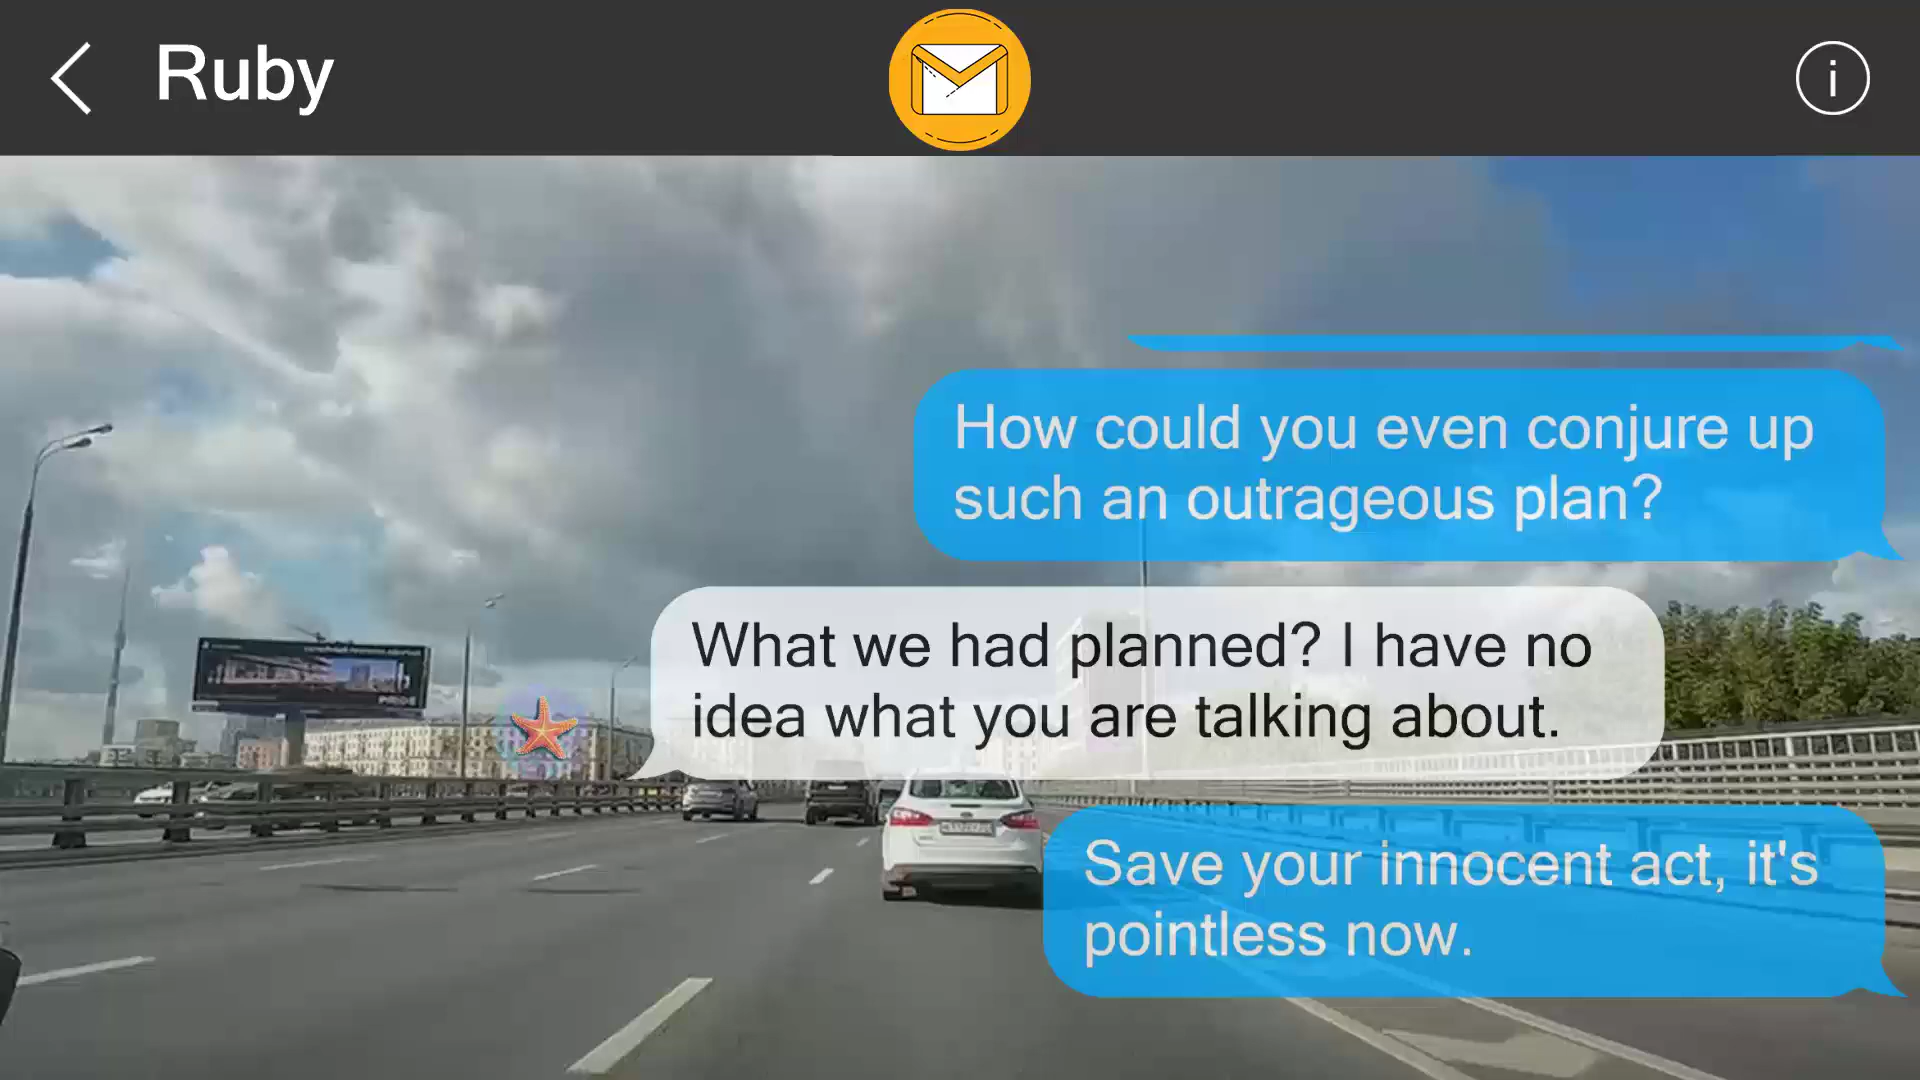 Ruby
How could you even conjure up
such an outrageous plan?
What we had planned? I have no
idea what you are talking about.
Save your innocent act, it's
pointless now.